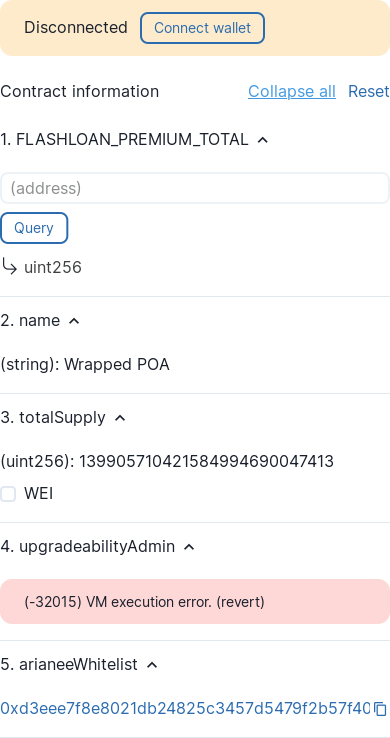 Disconnected Connect wallet
Contract information Collapse all Reset
1. FLASHLOAN_PREMIUM_TOTAL
(address)
Query
uint256
2. name
(string): Wrapped POA
3. totalSupply
(uint256): 139905710421584994690047413
WEI
4. upgradeabilityAdmin
(-32015) VM execution error. (revert)
5. arianeeWhitelist
0xd3eee7f8e8021db24825c3457d5479f2b57f40